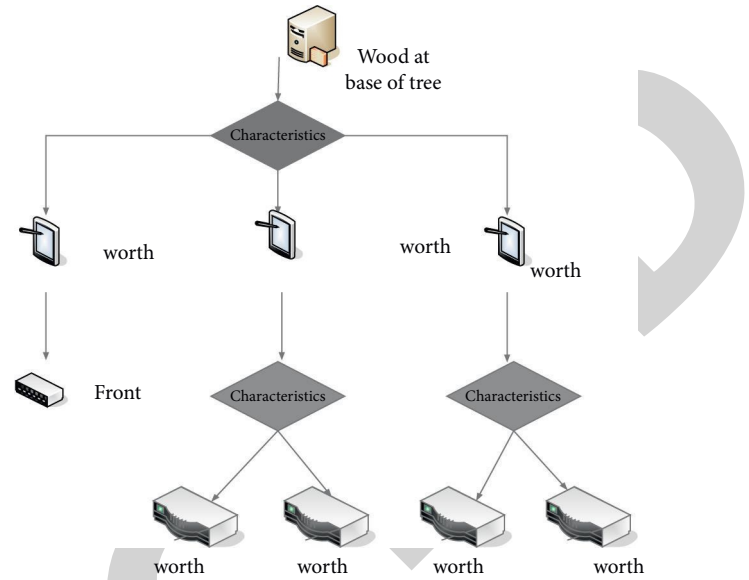 Wood at
base of tree
Characteristics
worth
worth
worth
Front
Characteristics
Characteristics
worth
worth
worth
worth